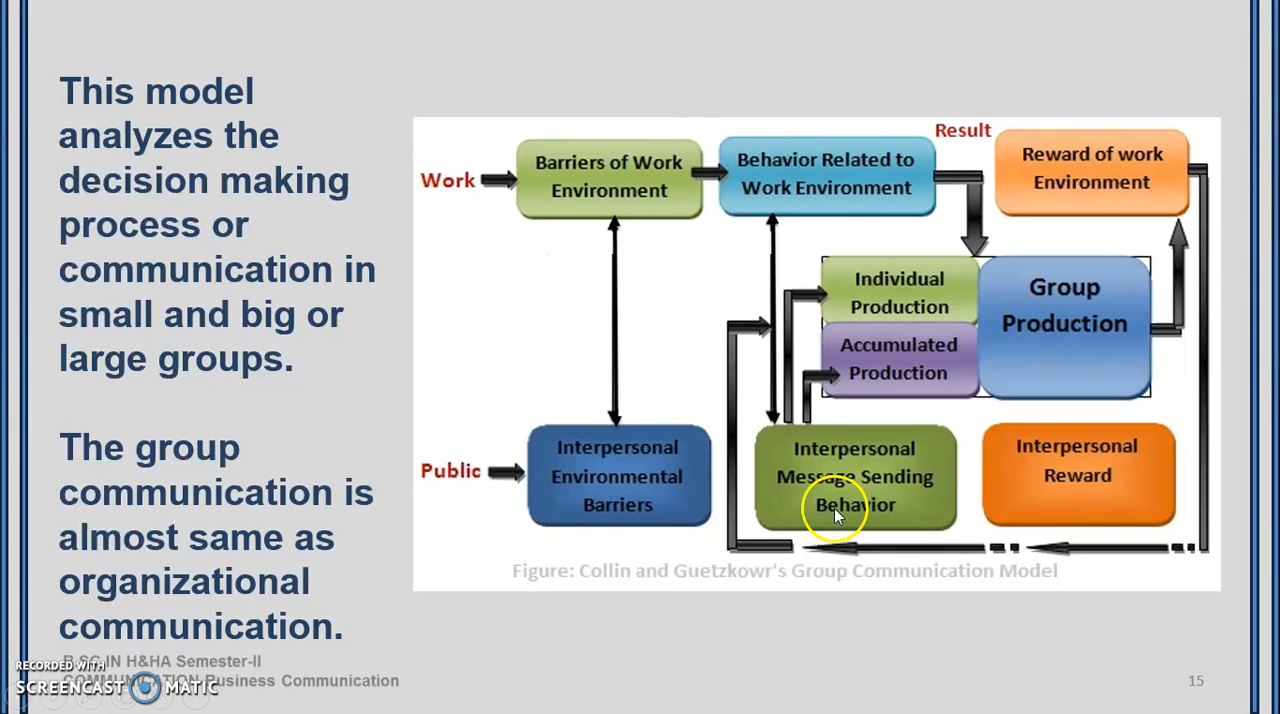 This model
analyzes the
decision making
process or
communication in
small and big or
large groups.
The group
communication is
almost same as
organizational
communication.
Result
Work
Barriers of Work
Environment
Behavior Related to
Work Environment
Reward of work
Environment
Individual
Production
Accumulated
Production
Group
Production
Public
Interpersonal
Environmental
Barriers
Interpersonal
Message Sending
Behavior
Interpersonal
Reward
Figure: Collin and Guetzkowr's Group Communication Model
B.SC.IN H&HA Semester-II
COMMUNICATION Business Communication
RECORDED WITH
SCREENCAST MATIC
15